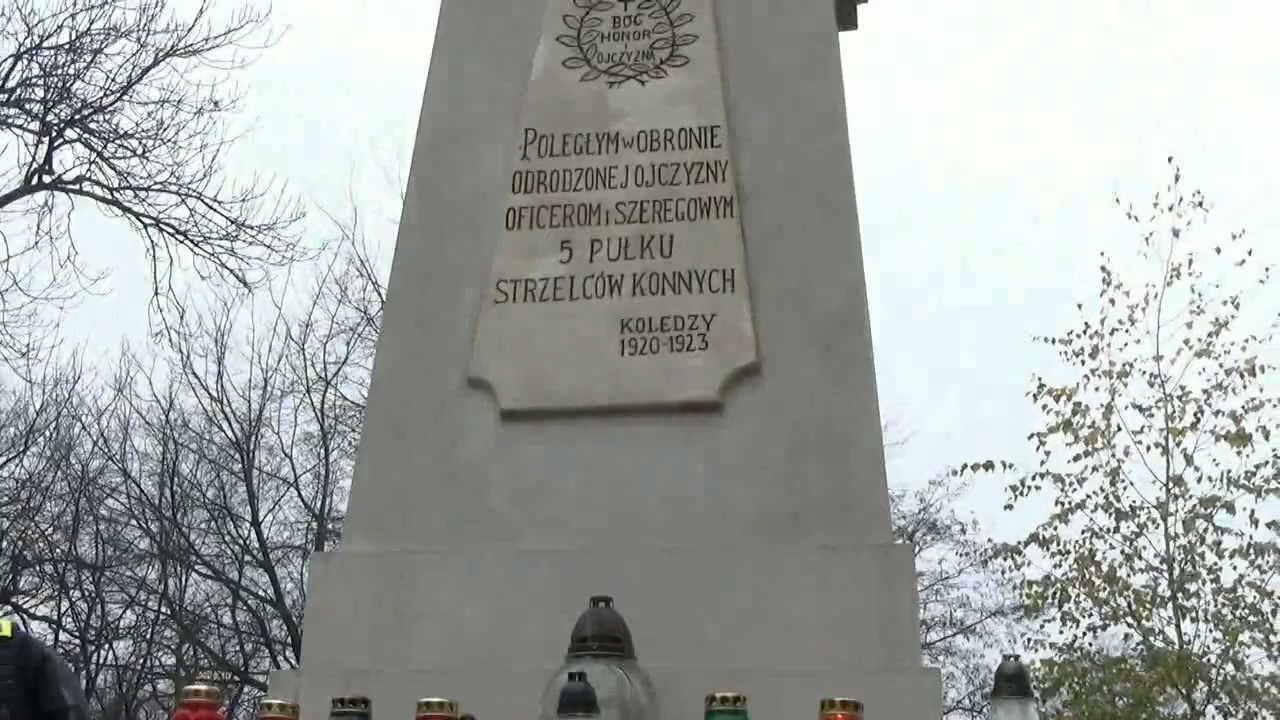 BÓG
HONOR
i
OJCZYZNA
POLEGŁYM w OBRONIE
ODRODZONEJ OJCZYZNY
OFICEROM i SZEREGOWYM
5 PUŁKU
STRZELCÓW KONNYCH
KOLEDZY
1920-1923